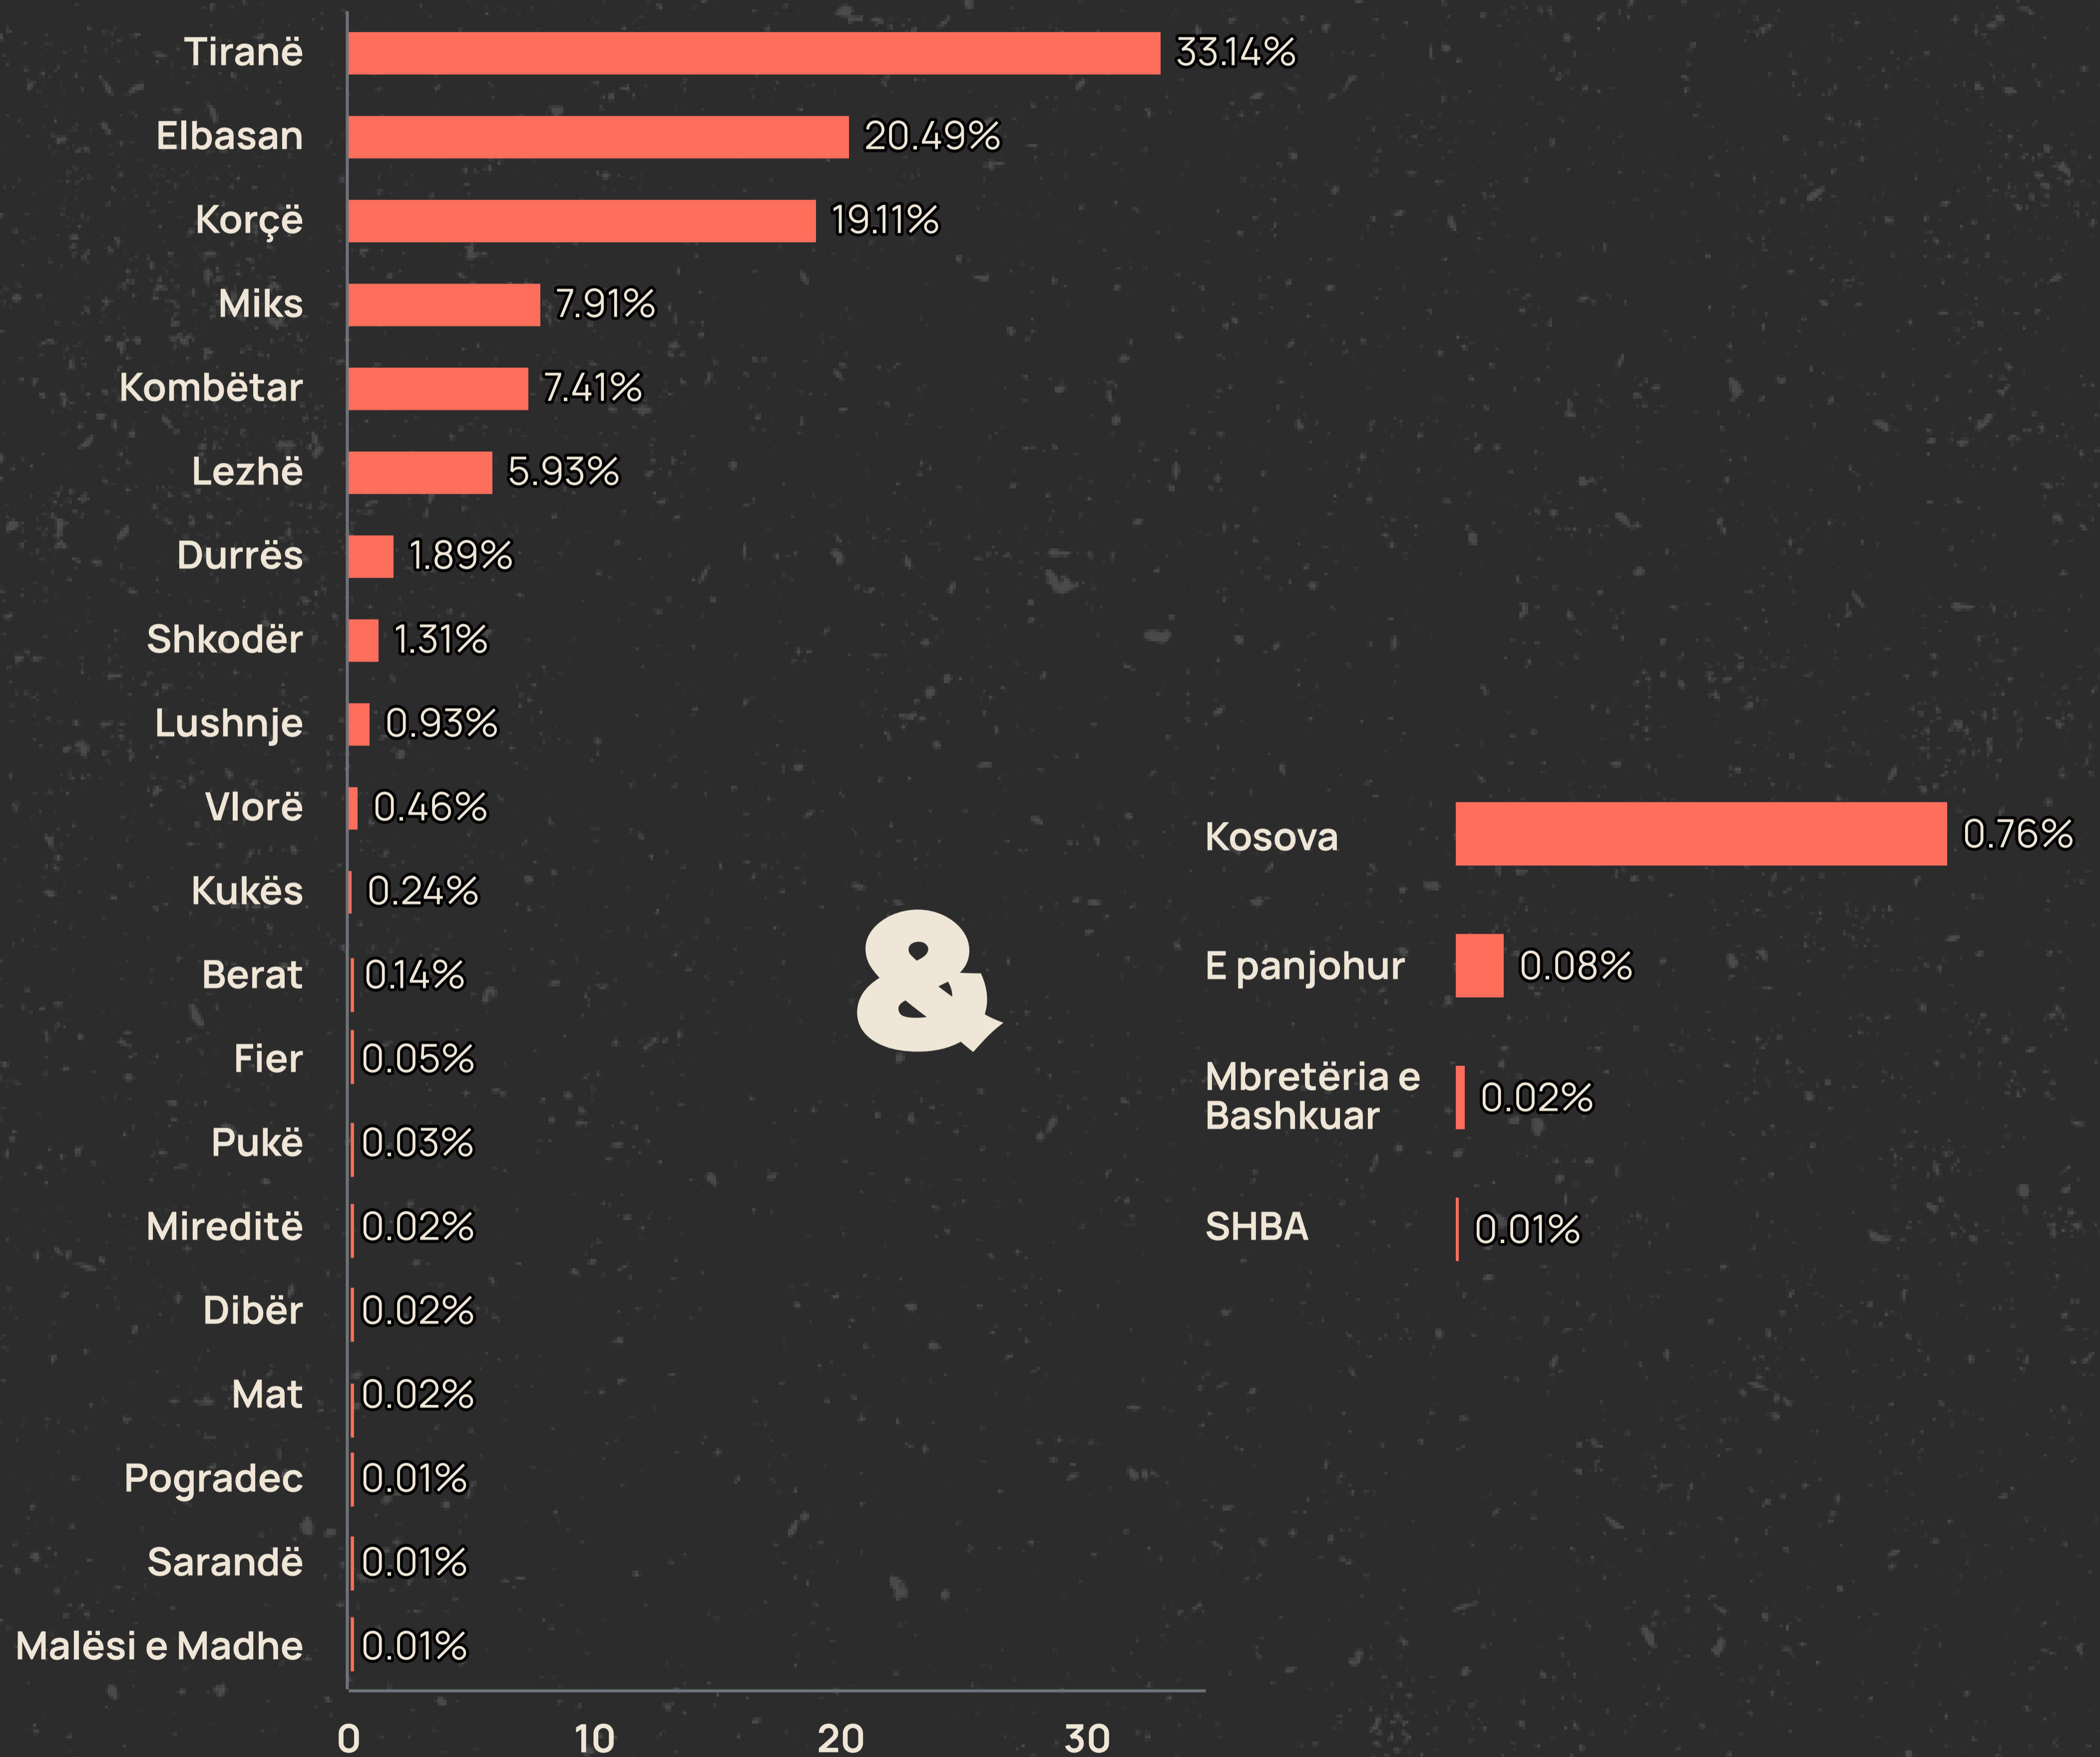 Tiranë 33.14%
Elbasan 20.49%
Korçë 19.11%
Miks 7.91%
Kombëtar 7.41%
Lezhë 5.93%
Durrës 1.89%
Shkodër 1.31%
Lushnje 0.93%
Vlorë 0.46%
Kukës 0.24%
Berat 0.14%
Fier 0.05%
Pukë 0.03%
Mireditë 0.02%
Dibër 0.02%
Mat 0.02%
Pogradec 0.01%
Sarandë 0.01%
Malësi e Madhe 0.01%
0 10 20 30
&
Kosova 0.76%
E panjohur 0.08%
Mbretëria e
Bashkuar 0.02%
SHBA 0.01%